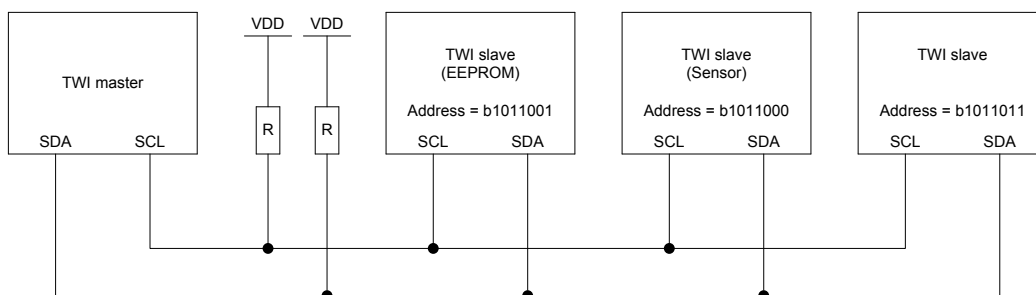 TWI master
SDA
SCL
VDD
VDD
R
R
TWI slave
(EEPROM)
Address = b1011001
SCL
SDA
TWI slave
(Sensor)
Address = b1011000
SCL
SDA
TWI slave
Address = b1011011
SCL
SDA